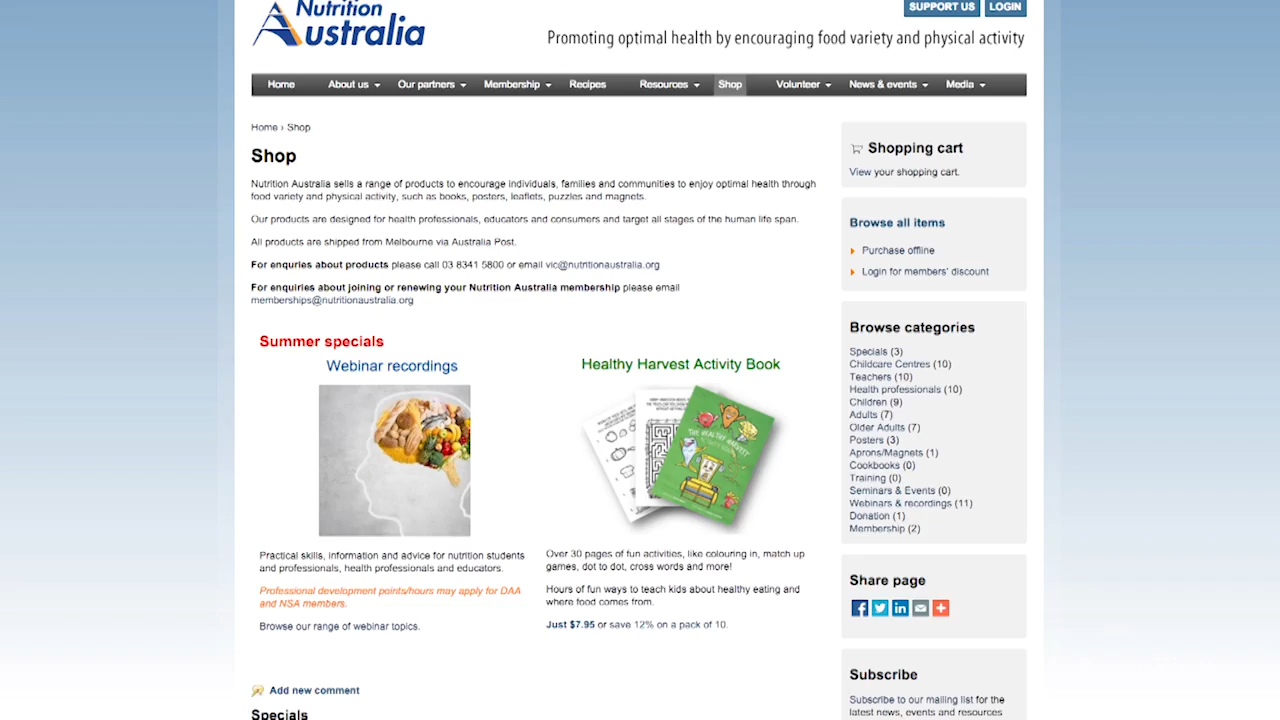 Nutrition
Australia
SUPPORT US
LOGIN
Promoting optimal health by encouraging food variety and physical activity
Home
About us
Our partners
Membership
Recipes
Resources
Shop
Volunteer
News & events
Media
Home › Shop
Shop
Nutrition Australia sells a range of products to encourage individuals, families and communities to enjoy optimal health through
food variety and physical activity, such as books, posters, leaflets, puzzles and magnets.
Our products are designed for health professionals, educators and consumers and target all stages of the human life span.
All products are shipped from Melbourne via Australia Post.
For enquries about products please call 03 8341 5800 or email vic@nutritionaustralia.org
For enquiries about joining or renewing your Nutrition Australia membership please email
memberships@nutritionaustralia.org
Summer specials
Webinar recordings
Practical skills, information and advice for nutrition students
and professionals, health professionals and educators.
Professional development points/hours may apply for DAA
and NSA members.
Browse our range of webinar topics.
Healthy Harvest Activity Book
THE HEALTHY HARVEST
ACTIVITY BOOK
Over 30 pages of fun activities, like colouring in, match up
games, dot to dot, cross words and more!
Hours of fun ways to teach kids about healthy eating and
where food comes from.
Just $7.95 or save 12% on a pack of 10.
Add new comment
Specials
Shopping cart
View your shopping cart.
Browse all items
Purchase offline
Login for members' discount
Browse categories
Specials (3)
Childcare Centres (10)
Teachers (10)
Health professionals (10)
Children (9)
Adults (7)
Older Adults (7)
Posters (3)
Aprons/Magnets (1)
Cookbooks (0)
Training (0)
Seminars & Events (0)
Webinars & recordings (11)
Donation (1)
Membership (2)
Share page
Subscribe
Subscribe to our mailing list for the
latest news, events and resources